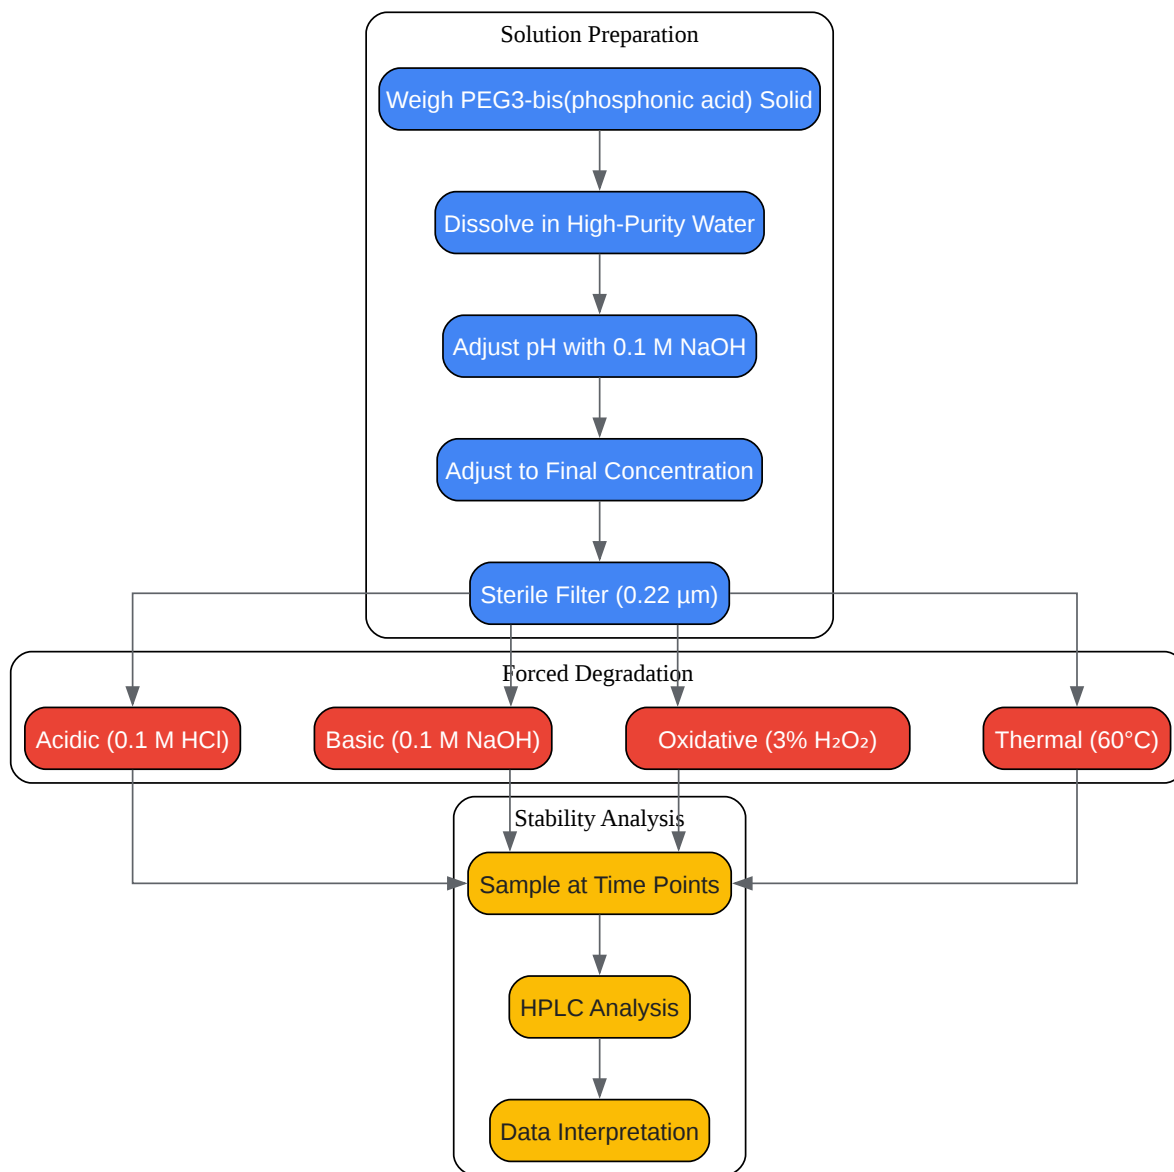 Solution Preparation
Weigh PEG3-bis(phosphonic acid) Solid
Dissolve in High-Purity Water
Adjust pH with 0.1 M NaOH
Adjust to Final Concentration
Sterile Filter (0.22 µm)
Forced Degradation
Acidic (0.1 M HCl)
Basic (0.1 M NaOH)
Oxidative (3% H₂O₂)
Thermal (60°C)
Stability Analysis
Sample at Time Points
HPLC Analysis
Data Interpretation